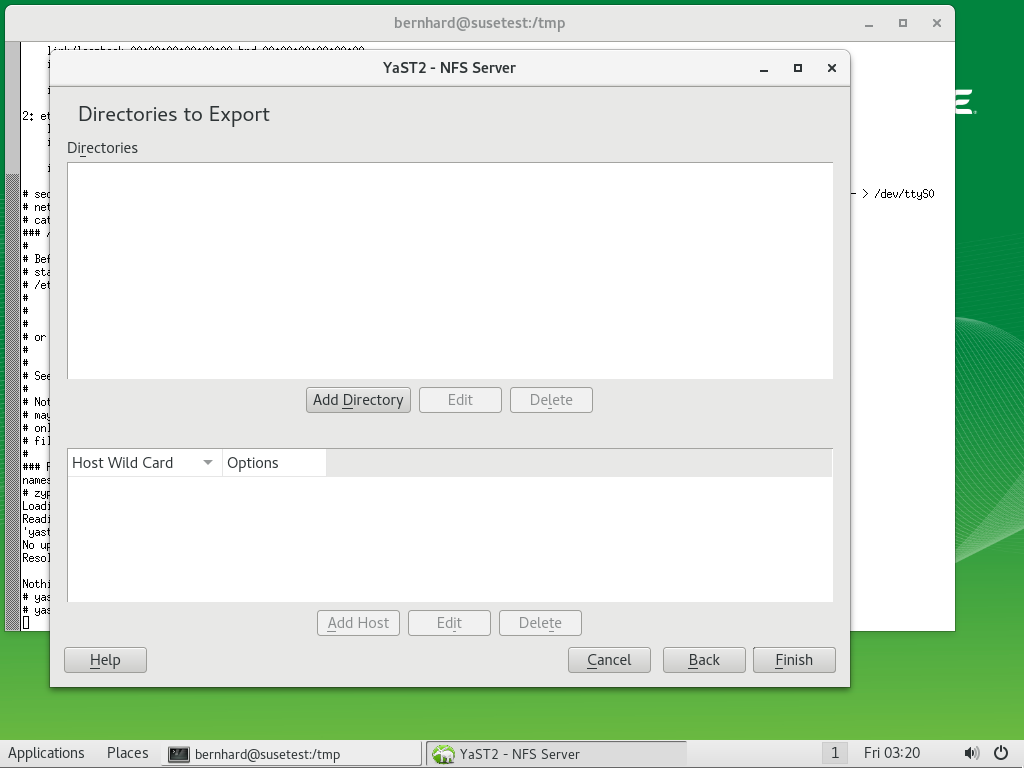 bernhard@susetest:/tmp
YaST2 - NFS Server
Directories to Export
Directories
Add Directory Edit Delete
Host Wild Card Options
Add Host Edit Delete
Help Cancel Back Finish
2: et
# sec
> /dev/ttyS0
# net
# cat
### /
#
# Bef
# sta
# /et
#
#
#
# or
#
#
# See
#
# Not
# may
# onl
# fil
#
### F
names
# zyp
Loadi
Readi
'yast
No up
Resol
Nothi
# yas
# yas
Applications Places bernhard@susetest:/tmp YaST2 - NFS Server 1 Fri 03:20